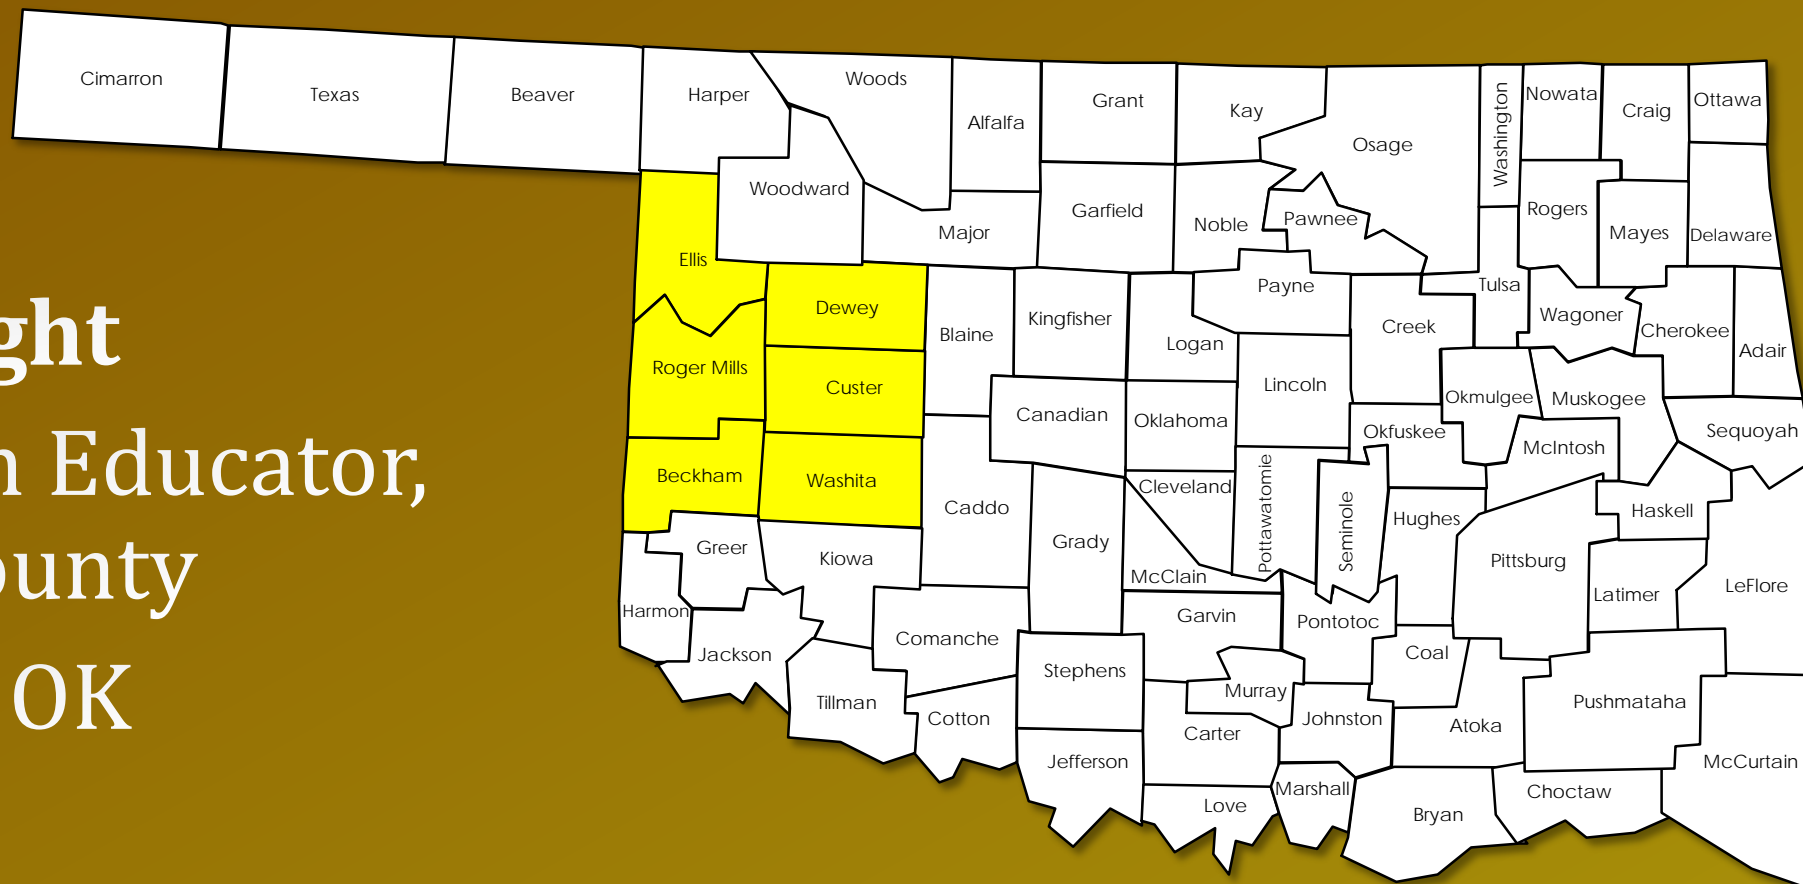 ght
n Educator,
ounty
OK
Cimarron
Texas
Beaver
Harper
Woods
Alfalfa
Grant
Kay
Osage
Washington
Nowata
Craig
Ottawa
Woodward
Major
Garfield
Noble
Pawnee
Rogers
Mayes
Delaware
Ellis
Dewey
Blaine
Kingfisher
Logan
Payne
Creek
Tulsa
Wagoner
Cherokee
Adair
Roger Mills
Custer
Canadian
Oklahoma
Lincoln
Okmulgee
Muskogee
Sequoyah
Okfuskee
McIntosh
Beckham
Washita
Caddo
Grady
Cleveland
Pottawatomie
Seminole
Hughes
Haskell
Pittsburg
Greer
Kiowa
McClain
Latimer
LeFlore
Harmon
Jackson
Comanche
Garvin
Pontotoc
Coal
Tillman
Cotton
Stephens
Murray
Johnston
Atoka
Pushmataha
Carter
Jefferson
McCurtain
Love
Marshall
Bryan
Choctaw